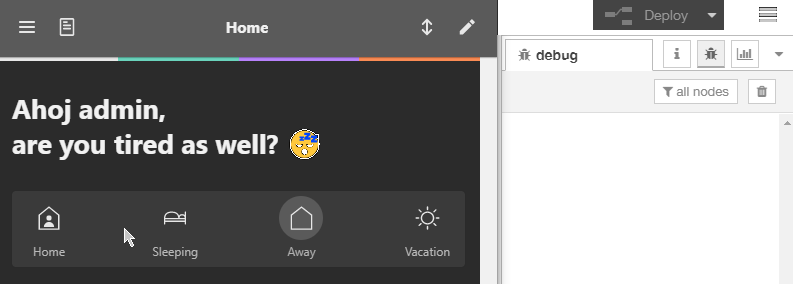 Home
Deploy
debug
all nodes
Ahoj admin,
are you tired as well?
Home Sleeping Away Vacation